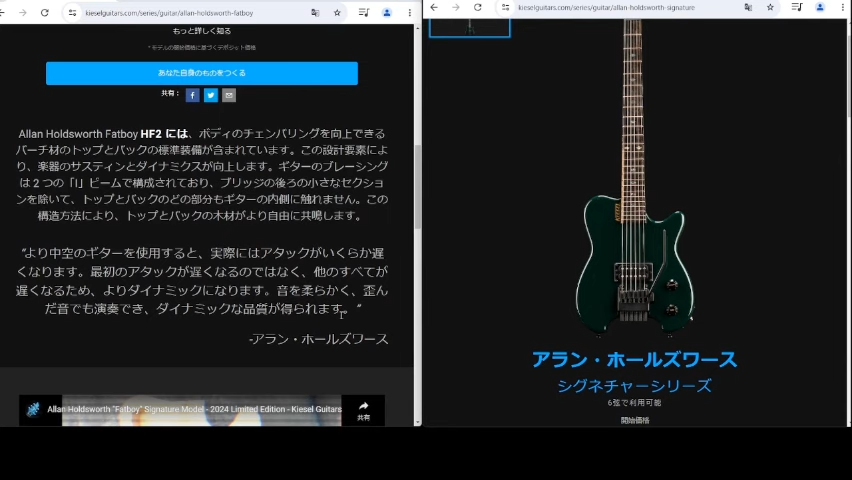 kieselguitars.com/series/guitar/allan-holdsworth-fatboy
もっと詳しく知る
*モデルの開始価格に基づくデポジット価格
あなた自身のものをつくる
共有：
Allan Holdsworth Fatboy HF2 には、ボディのチェンバリングを向上できる
バーチ材のトップとバックの標準装備が含まれています。この設計要素によ
り、楽器のサスティンとダイナミクスが向上します。ギターのブレーシング
は 2 つの「I」ビームで構成されており、ブリッジの後ろの小さなセクショ
ンを除いて、トップとバックのどの部分もギターの内側に触れません。この
構造方法により、トップとバックの木材がより自由に共鳴します。
“より中空のギターを使用すると、実際にはアタックがいくらか遅
くなります。最初のアタックが遅くなるのではなく、他のすべてが
遅くなるため、よりダイナミックになります。音を柔らかく、歪ん
だ音でも演奏でき、ダイナミックな品質が得られます。”
-アラン・ホールズワース
Allan Holdsworth "Fatboy" Signature Model - 2024 Limited Edition - Kiesel Guitars
共有
kieselguitars.com/series/guitar/allan-holdsworth-signature
アラン・ホールズワース
シグネチャーシリーズ
6弦で利用可能
開始価格